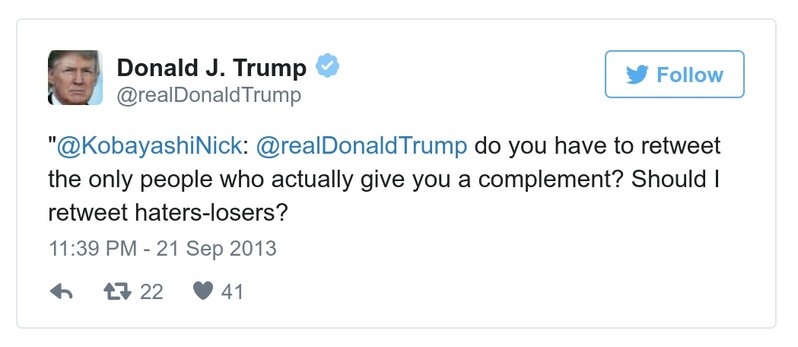 Donald J. Trump
@realDonaldTrump
Follow
"@KobayashiNick: @realDonaldTrump do you have to retweet
the only people who actually give you a complement? Should I
retweet haters-losers?
11:39 PM - 21 Sep 2013
22 41